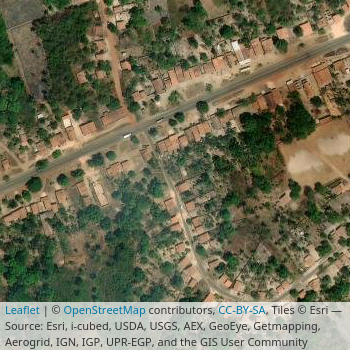 Leaflet | © OpenStreetMap contributors, CC-BY-SA, Tiles © Esri —
Source: Esri, i-cubed, USDA, USGS, AEX, GeoEye, Getmapping,
Aerogrid, IGN, IGP, UPR-EGP, and the GIS User Community